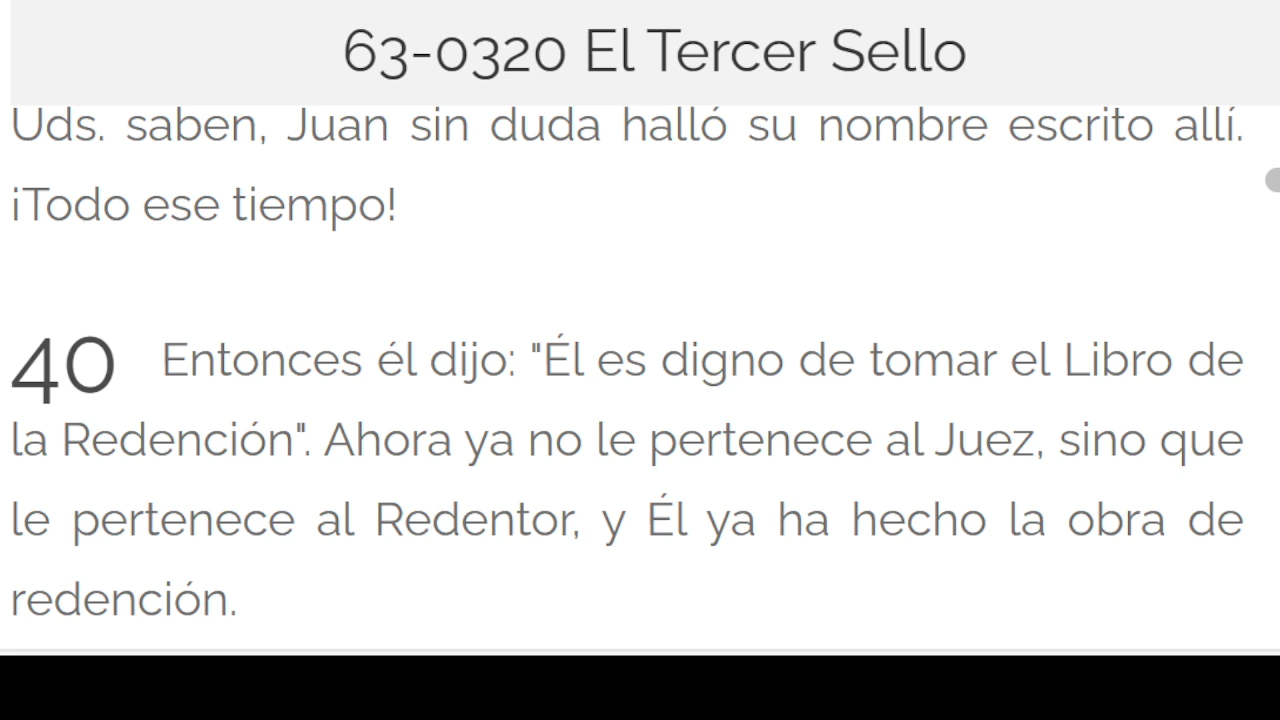 63-0320 El Tercer Sello
Uds. saben, Juan sin duda halló su nombre escrito allí.
¡Todo ese tiempo!
40 Entonces él dijo: "Él es digno de tomar el Libro de
la Redención". Ahora ya no le pertenece al Juez, sino que
le pertenece al Redentor, y Él ya ha hecho la obra de
redención.